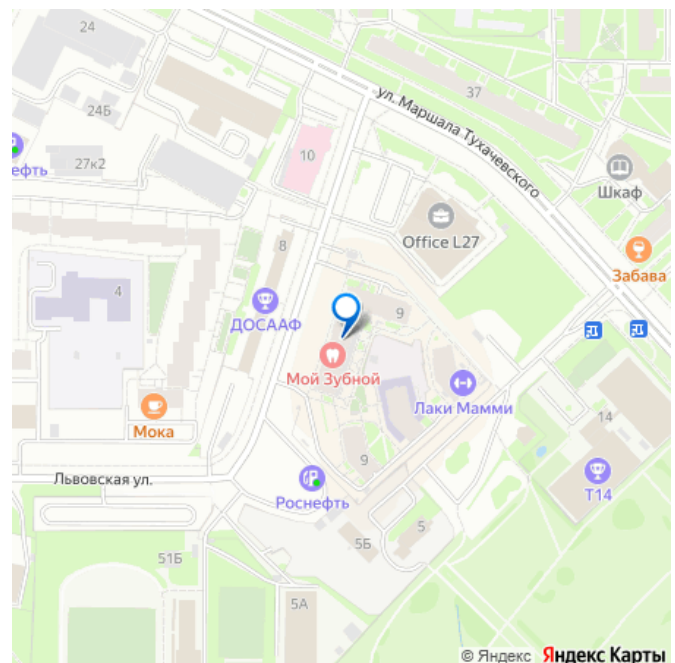 24
37
ул. Маршала Тухачевского
24Б
10
27к2
ефть
Шкаф
Office L27
8
Забава
4
ДОСААФ
9
Мой Зубной
Лаки Мамми
Мока
14
9
Львовская ул.
Роснефть
Т14
5
5Б
51Б
5А
© Яндекс Яндекс Карты